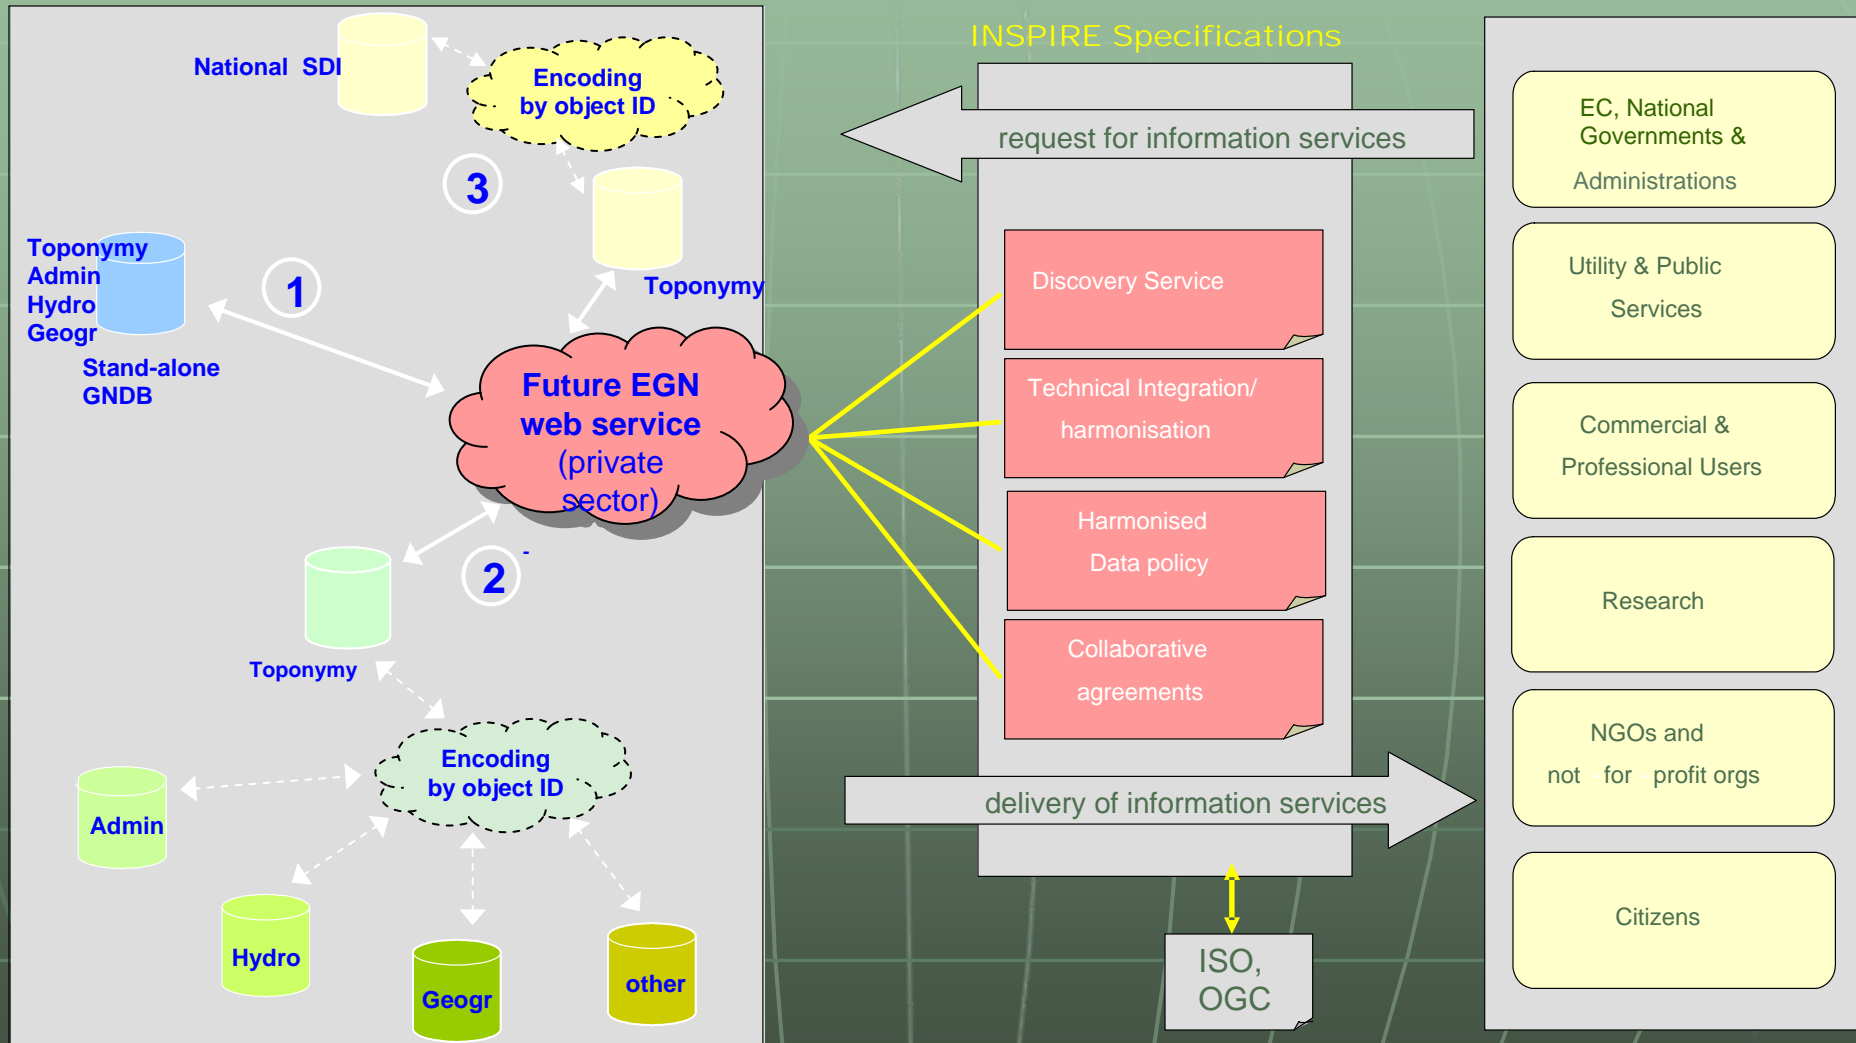 National SDI
Encoding
by object ID
3
Toponymy
Admin
Hydro
Geogr
1
Stand-alone
GNDB
Toponymy
Future EGN
web service
(private
sector)
2
-
Toponymy
Encoding
by object ID
Admin
Hydro
Geogr
other
INSPIRE Specifications
request for information services
Discovery Service
Technical Integration/
harmonisation
Harmonised
Data policy
Collaborative
agreements
delivery of information services
ISO,
OGC
EC, National
Governments &
Administrations
Utility & Public
Services
Commercial &
Professional Users
Research
NGOs and
not - for - profit orgs
Citizens